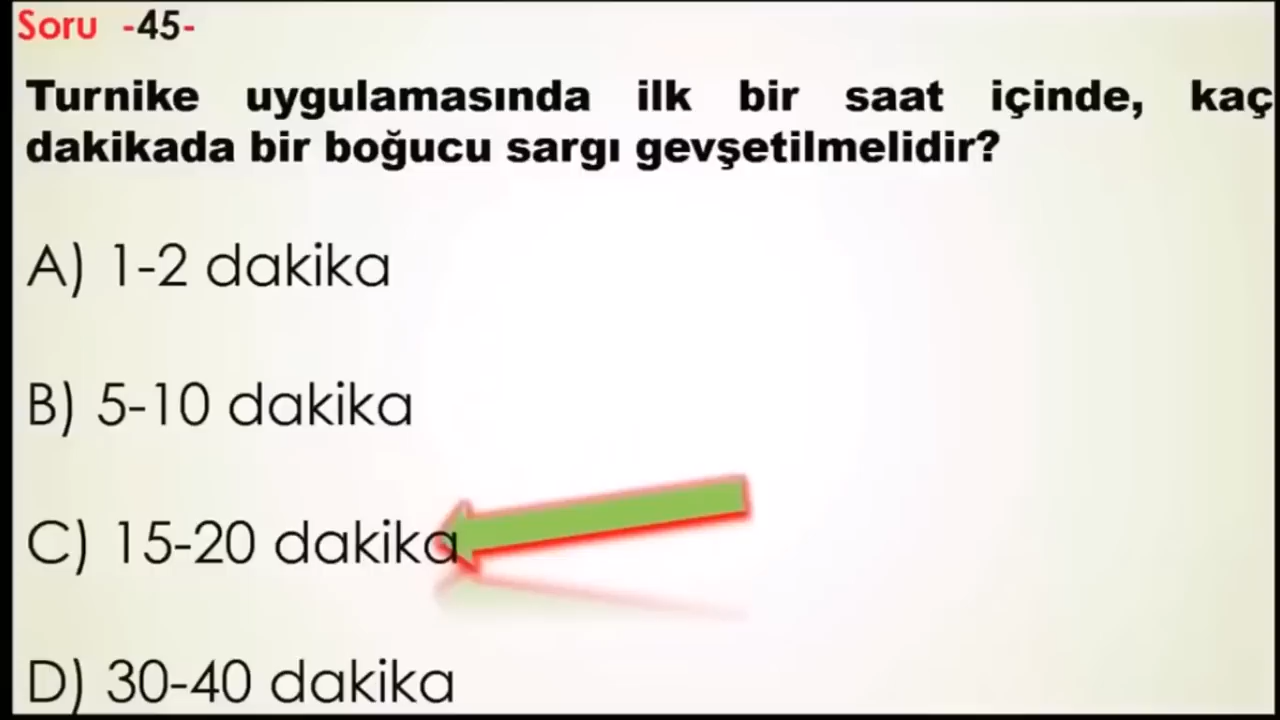 Soru -45-
Turnike uygulamasında ilk bir saat içinde, kaç
dakikada bir boğucu sargı gevşetilmelidir?
A) 1-2 dakika
B) 5-10 dakika
C) 15-20 dakika
D) 30-40 dakika